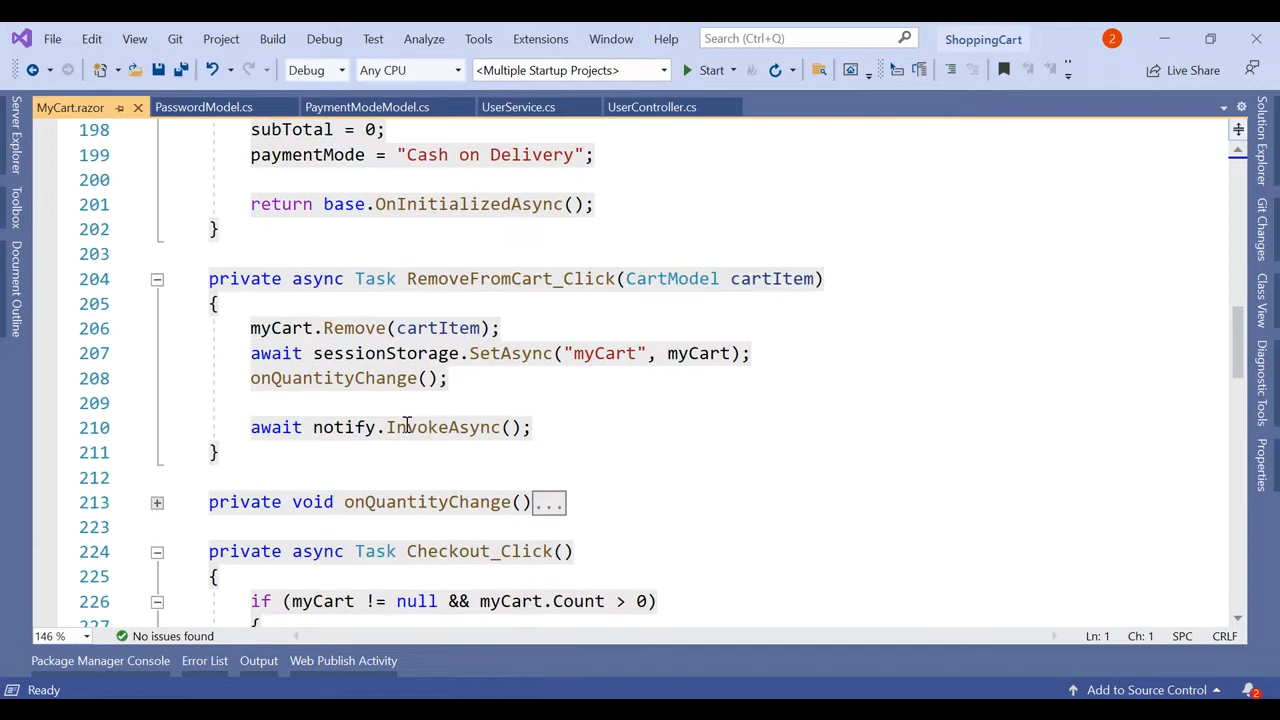 File Edit View Git Project Build Debug Test Analyze Tools Extensions Window Help Search (Ctrl+Q) ShoppingCart 2
Debug Any CPU <Multiple Startup Projects> Start Live Share
MyCart.razor PasswordModel.cs PaymentModeModel.cs UserService.cs UserController.cs
Server Explorer
Toolbox
Document Outline
198 subTotal = 0;
199 paymentMode = "Cash on Delivery";
200
201 return base.OnInitializedAsync();
202 }
203
204 private async Task RemoveFromCart_Click(CartModel cartItem)
205 {
206 myCart.Remove(cartItem);
207 await sessionStorage.SetAsync("myCart", myCart);
208 onQuantityChange();
209
210 await notify.InvokeAsync();
211 }
212
213 private void onQuantityChange()...
223
224 private async Task Checkout_Click()
225 {
226 if (myCart != null && myCart.Count > 0)
227 {
Solution Explorer
Git Changes
Class View
Diagnostic Tools
Properties
146 % No issues found Ln: 1 Ch: 1 SPC CRLF
Package Manager Console Error List Output Web Publish Activity
Ready Add to Source Control 2